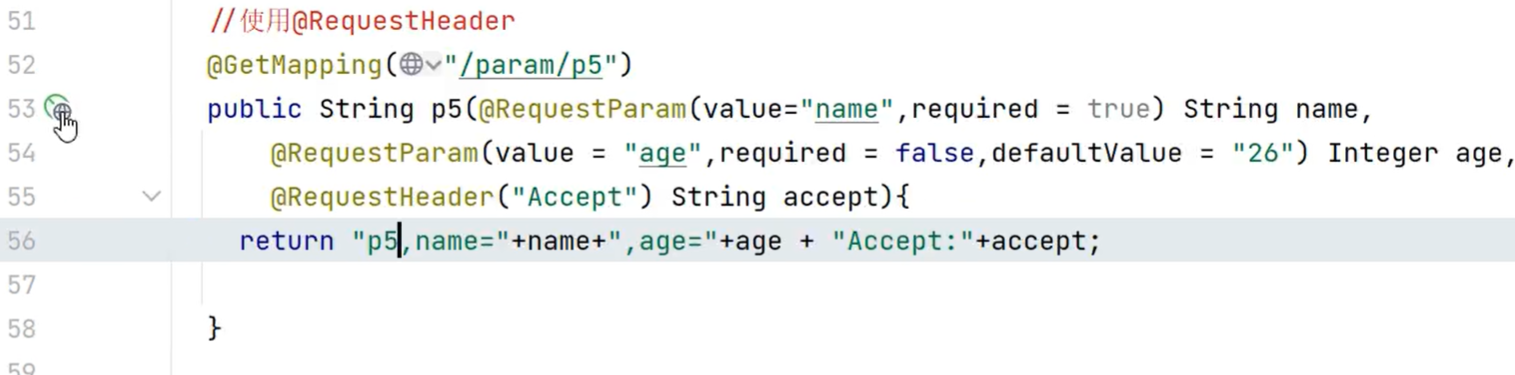 51 //使用@RequestHeader
52 @GetMapping("/param/p5")
53 public String p5(@RequestParam(value="name",required = true) String name,
54 @RequestParam(value = "age",required = false,defaultValue = "26") Integer age,
55 @RequestHeader("Accept") String accept){
56 return "p5,name="+name+",age="+age + "Accept:"+accept;
57
58 }
59